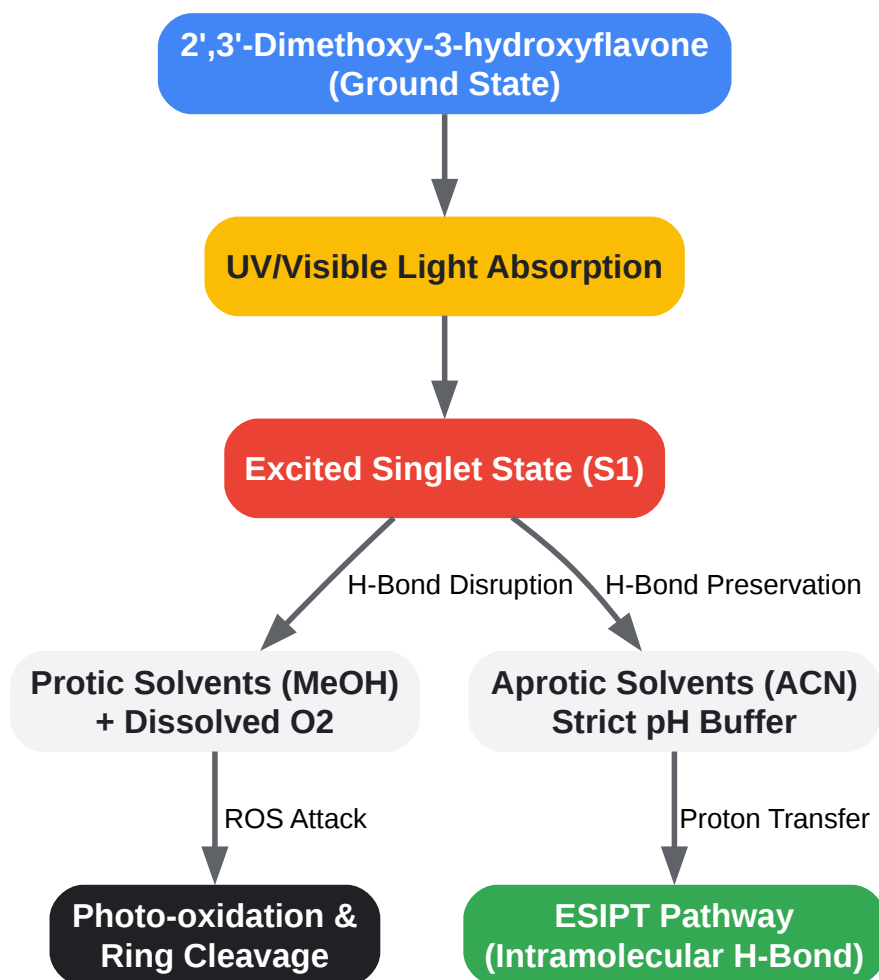 2',3'-Dimethoxy-3-hydroxyflavone
(Ground State)
UV/Visible Light Absorption
Excited Singlet State (S1)
H-Bond Disruption
H-Bond Preservation
Protic Solvents (MeOH)
+ Dissolved O2
Aprotic Solvents (ACN)
Strict pH Buffer
ROS Attack
Proton Transfer
Photo-oxidation &
Ring Cleavage
ESIPT Pathway
(Intramolecular H-Bond)